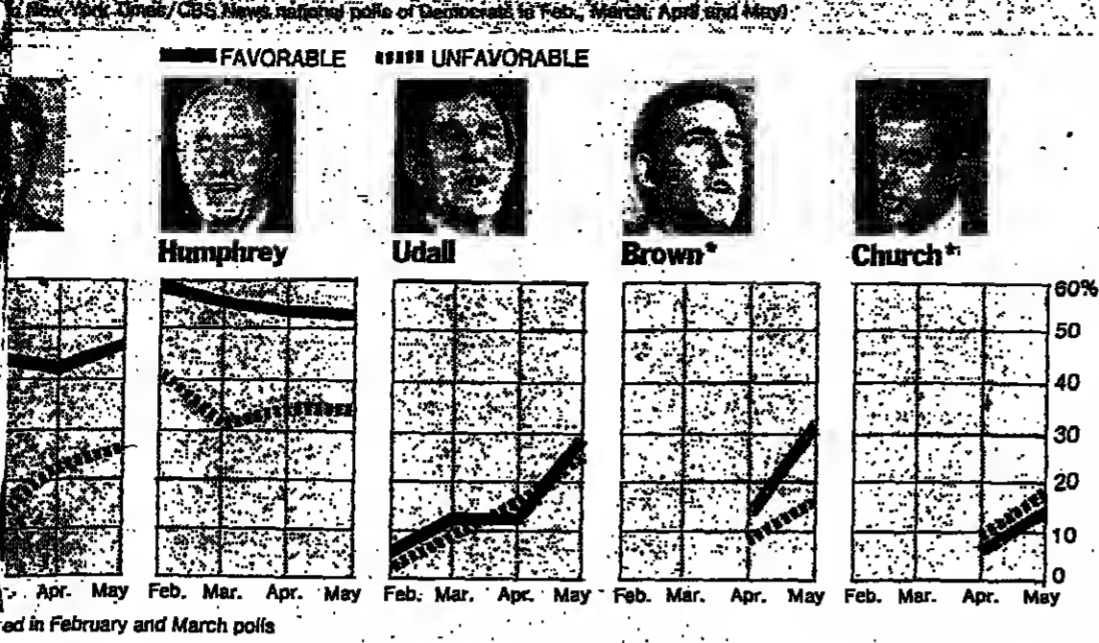 New York Times/CBS News national polls of Democrats in Feb., March, April and May)
FAVORABLE UNFAVORABLE
Humphrey Udall Brown* Church*
60%
50
40
30
20
10
0
Apr. May Feb. Mar. Apr. May Feb. Mar. Apr. May Feb. Mar. Apr. May Feb. Mar. Apr. May
ed in February and March polls